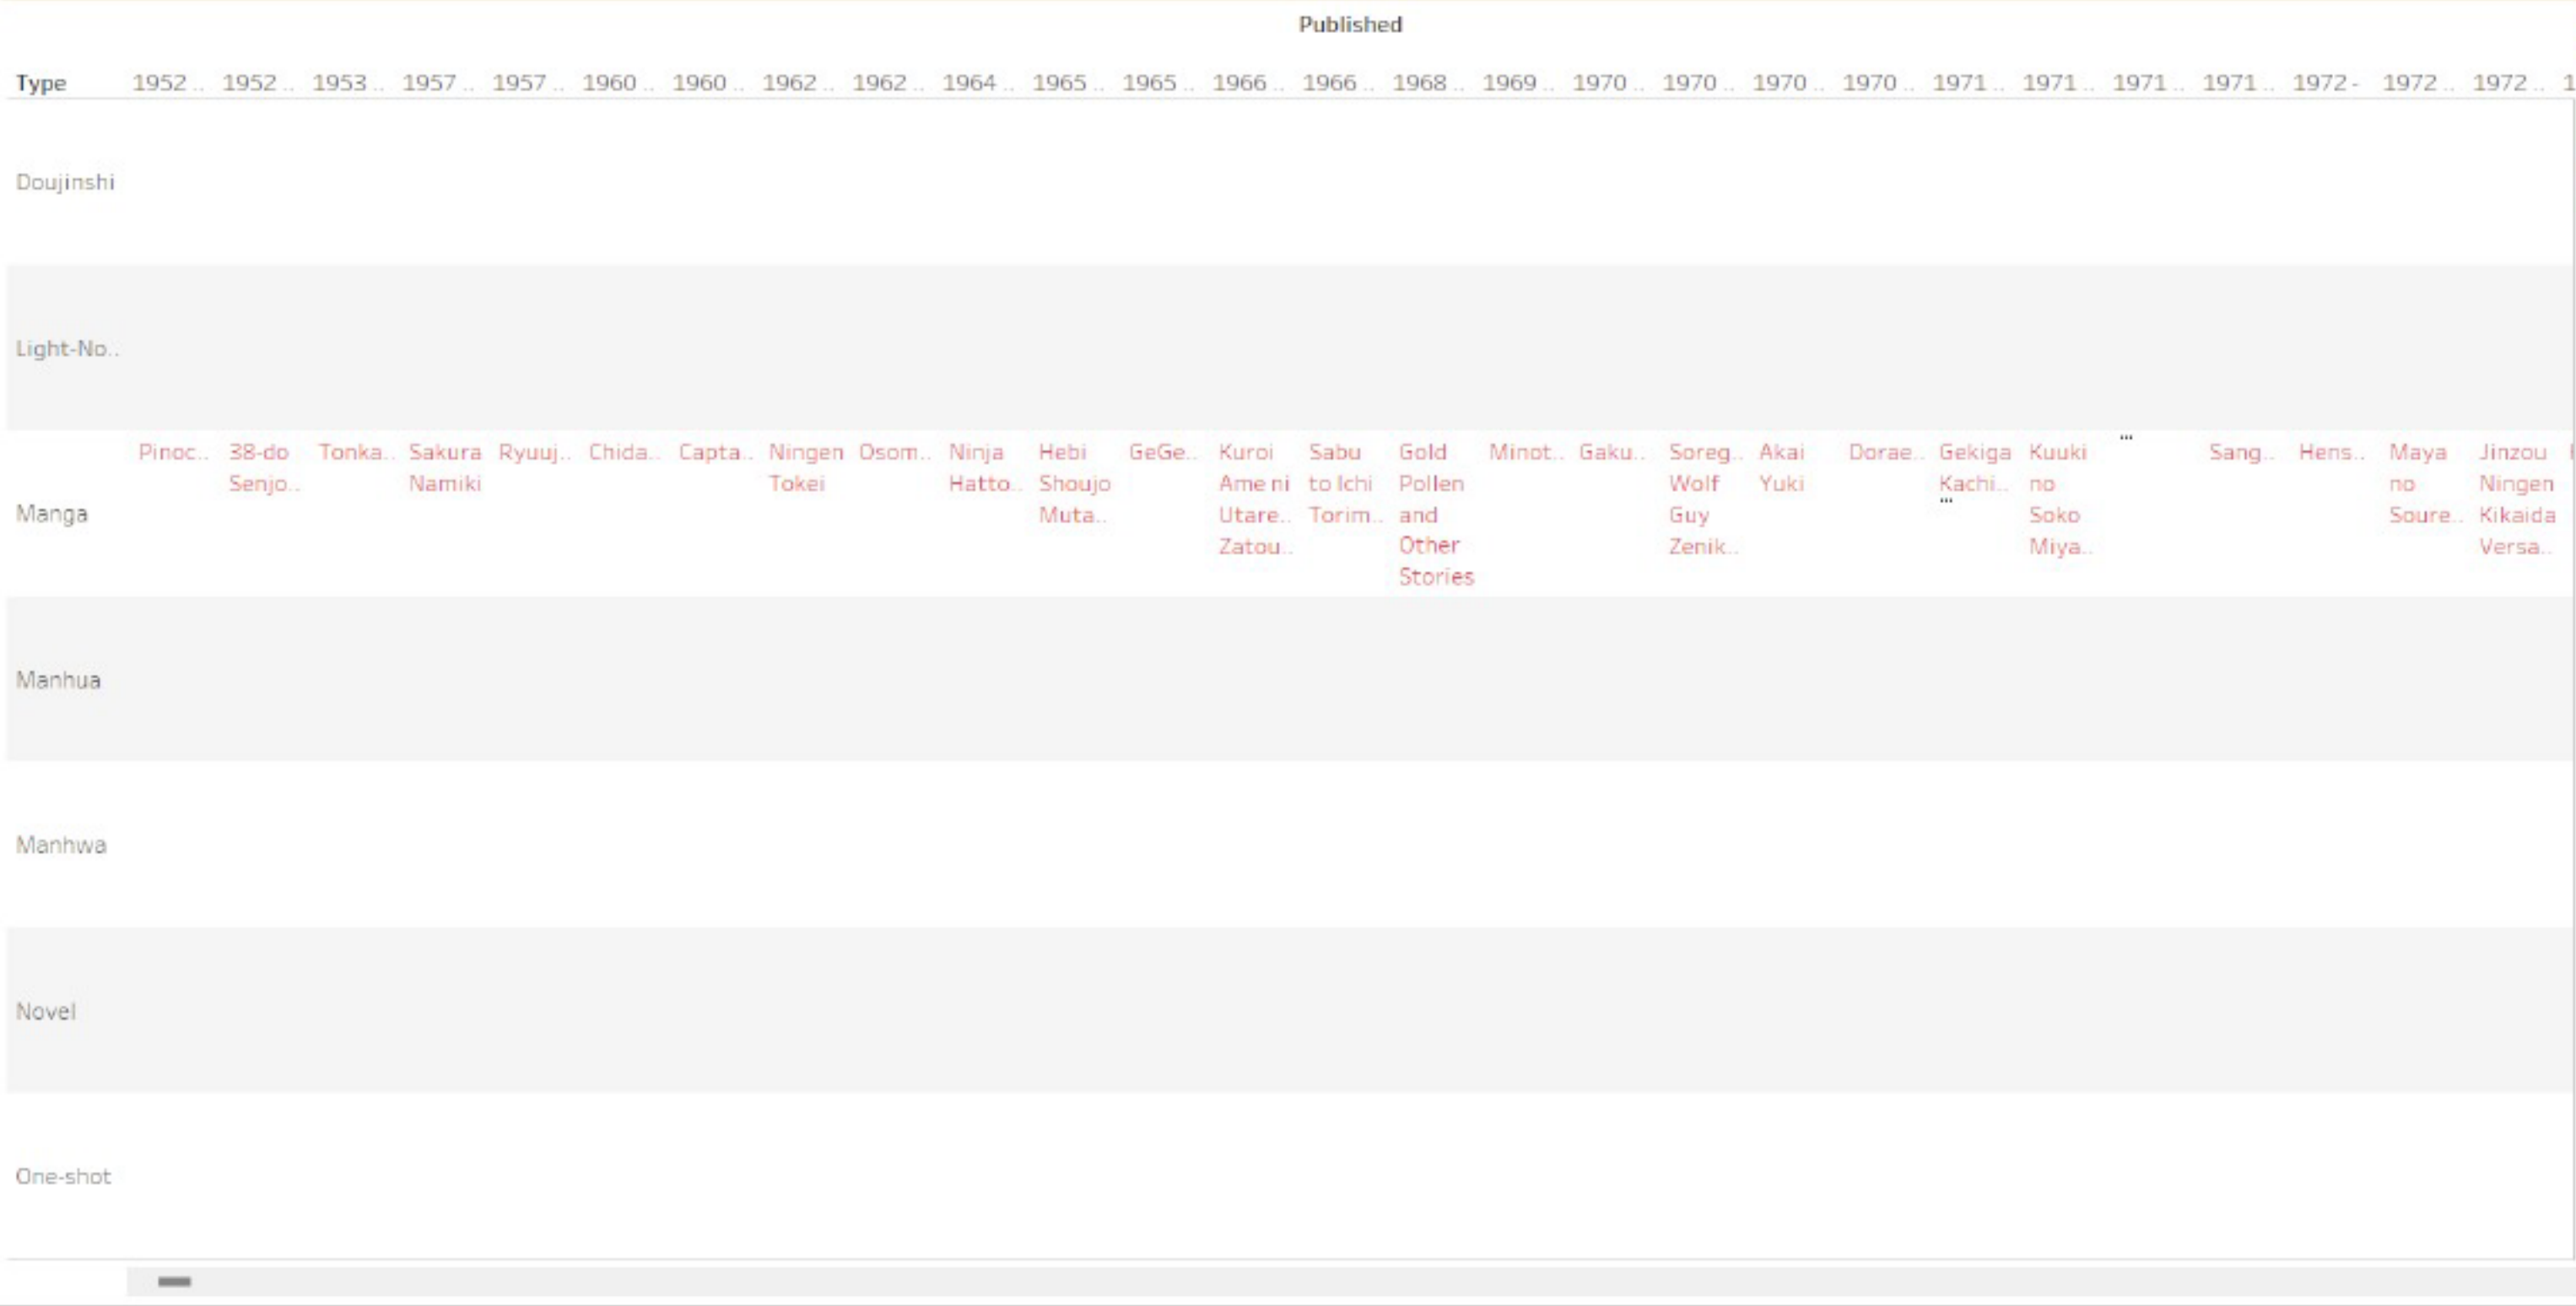 Published
Type 1952 .. 1952 .. 1953 .. 1957 .. 1957 .. 1960 .. 1960 .. 1962 .. 1962 .. 1964 .. 1965 .. 1965 .. 1966 .. 1966 .. 1968 .. 1969 .. 1970 .. 1970 .. 1970 .. 1970 .. 1971 .. 1971 .. 1971 .. 1971 .. 1972 - 1972 .. 1972 .. 1
Doujinshi
Light-No..
Pinoc.. 38-do Tonka.. Sakura Ryuuj.. Chida.. Capta.. Ningen Osom.. Ninja Hebi GeGe.. Kuroi Sabu Gold Minot.. Gaku.. Soreg.. Akai Dorae.. Gekiga Kuuki ... Sang.. Hens.. Maya Jinzou
Senjo.. Namiki Tokei Hatto.. Shoujo Ame ni to Ichi Pollen Wolf Yuki Kachi.. no no Ningen
Manga Muta.. Utare.. Torim.. and Guy ... Soko Soure.. Kikaida
Zatou.. Other Zenik.. Miya.. Versa..
Stories
Manhua
Manhwa
Novel
One-shot